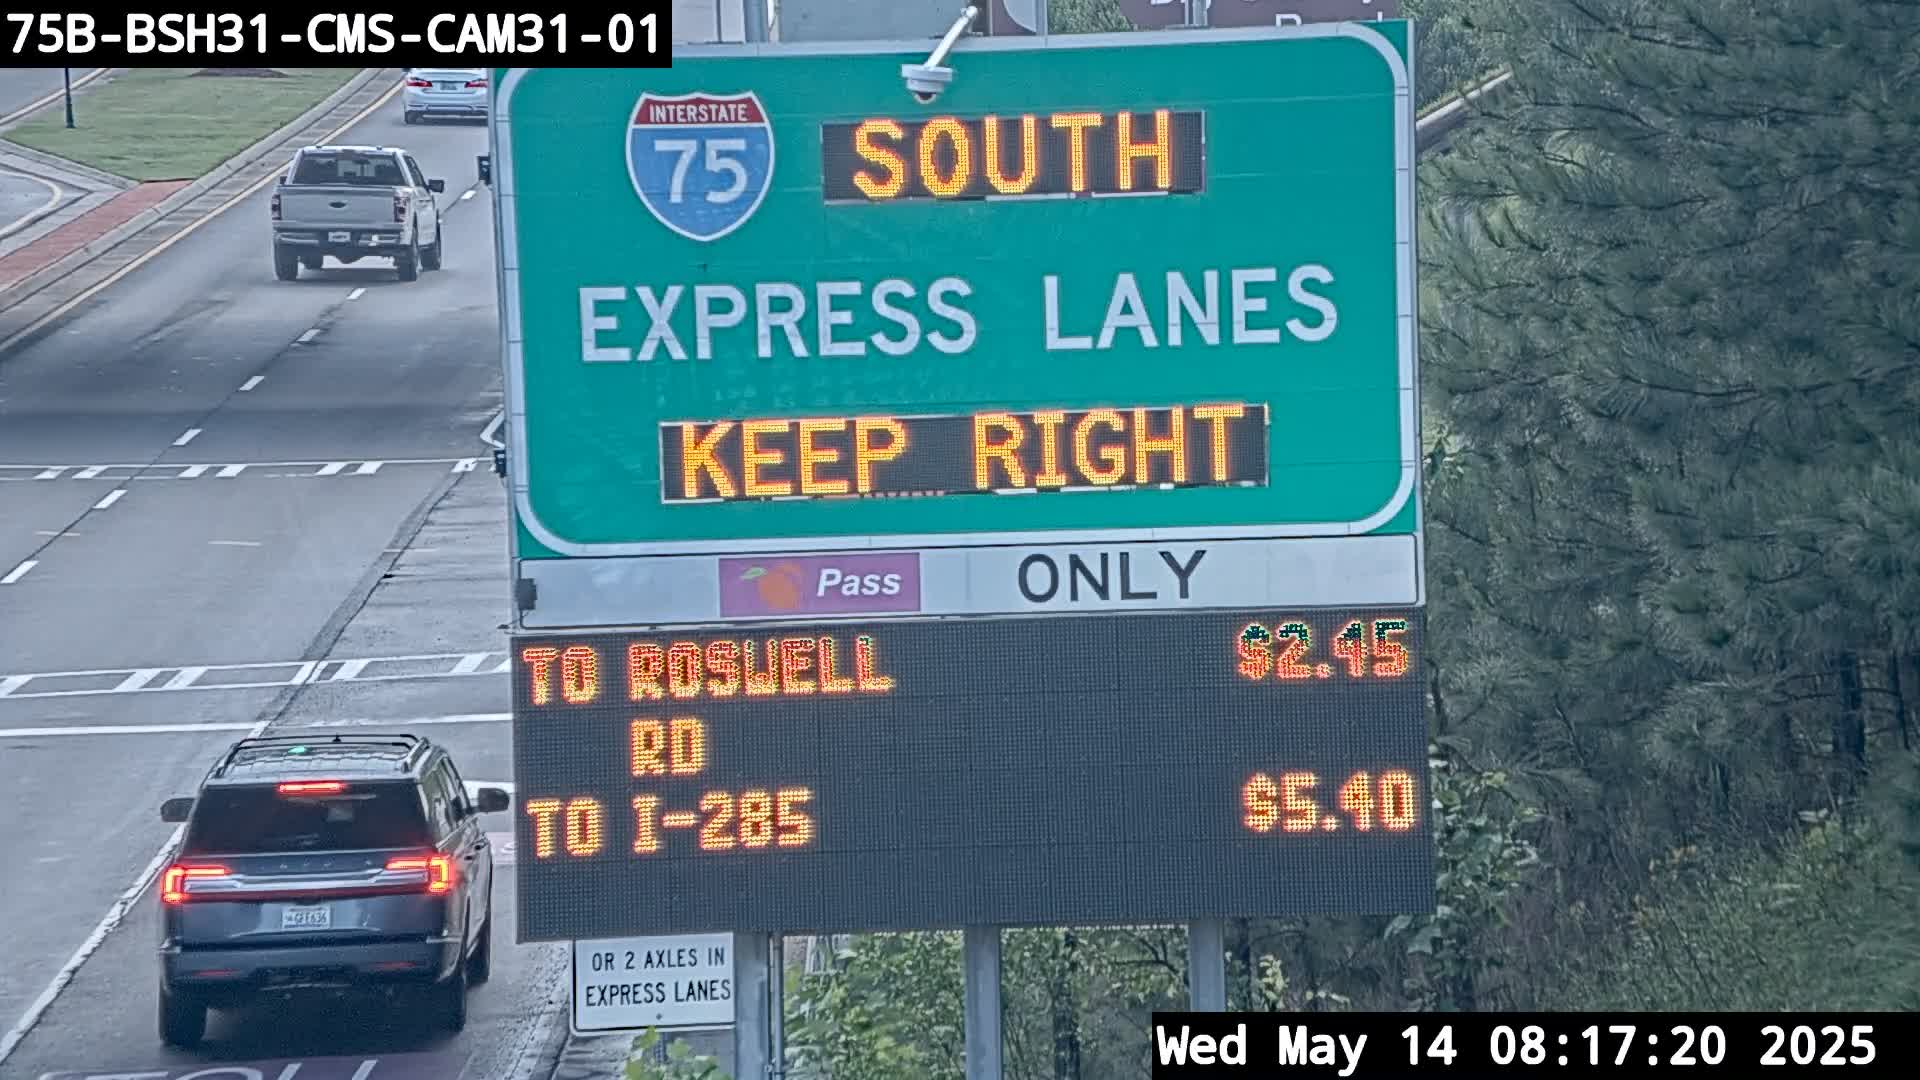 75B-BSH31-CMS-CAM31-01
INTERSTATE
75
SOUTH
EXPRESS LANES
KEEP RIGHT
Pass ONLY
TO ROSWELL $2.45
RD
TO I-285 $5.40
OR 2 AXLES IN
EXPRESS LANES
Wed May 14 08:17:20 2025